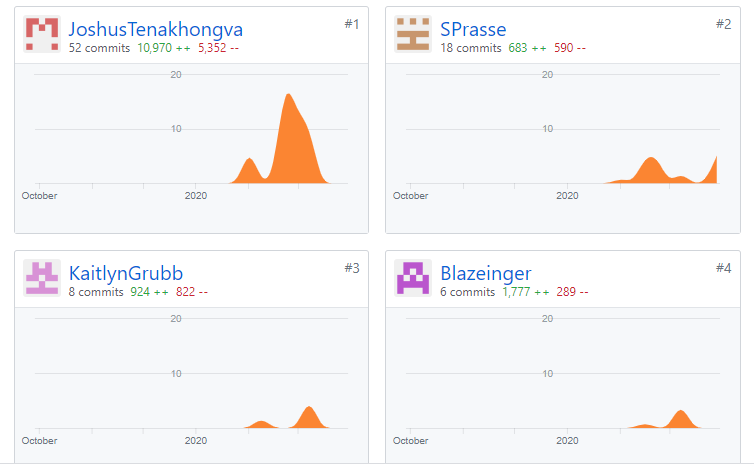 JoshusTenakhongva #1
52 commits 10,970 ++ 5,352 --
20
10
October 2020
SPrasse #2
18 commits 683 ++ 590 --
20
10
October 2020
KaitlynGrubb #3
8 commits 924 ++ 822 --
20
10
October 2020
Blazeinger #4
6 commits 1,777 ++ 289 --
20
10
October 2020